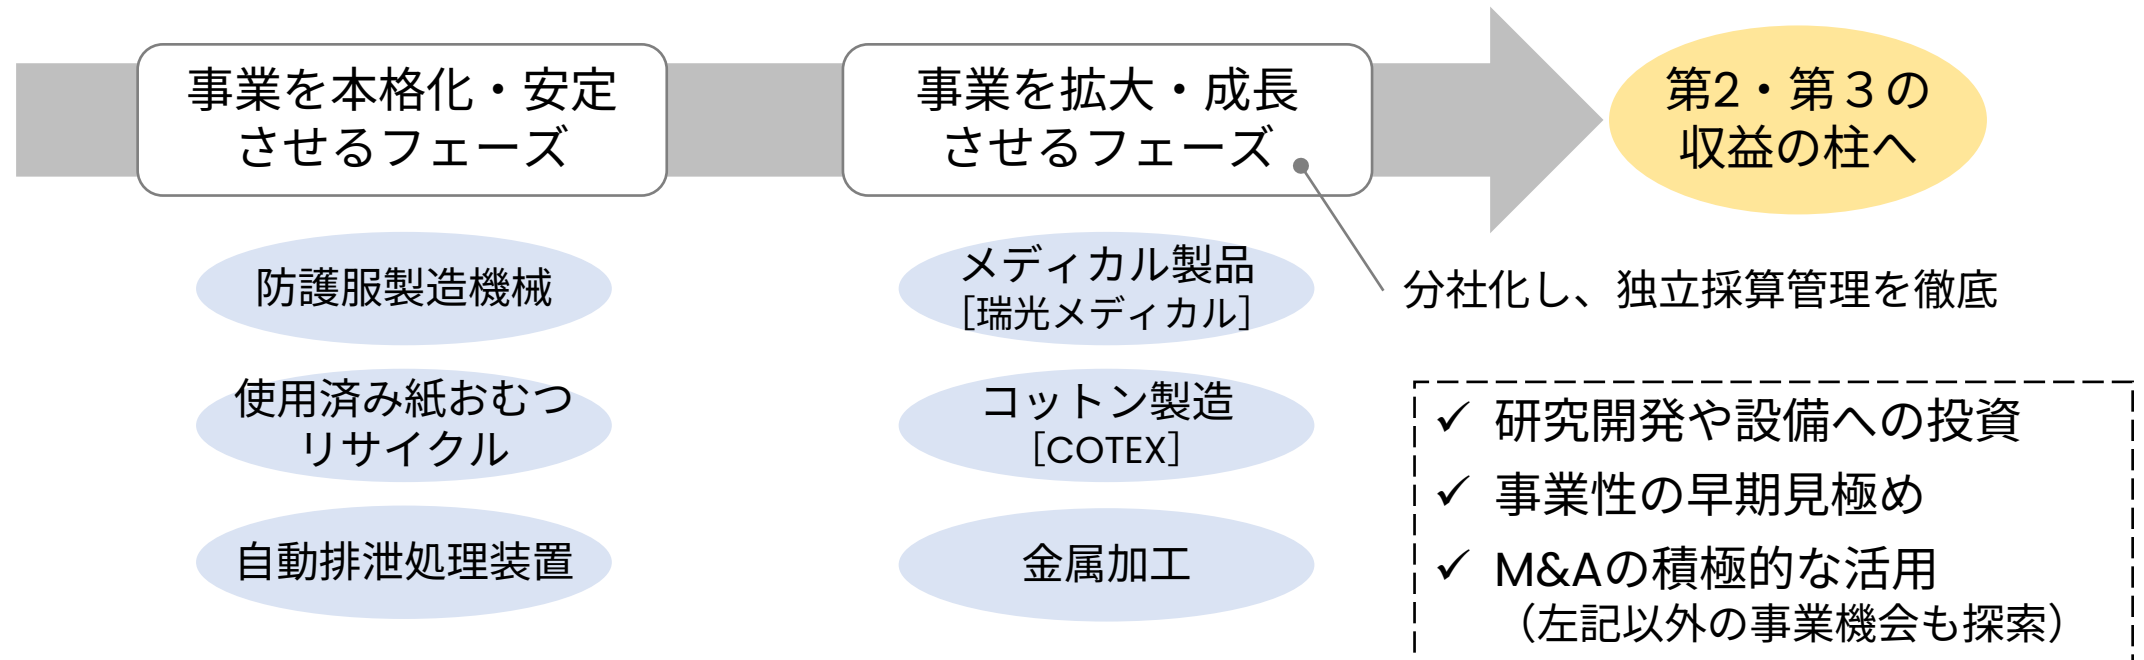 事業を本格化・安定
させるフェーズ
事業を拡大・成長
させるフェーズ
第2・第３の
収益の柱へ
防護服製造機械
使用済み紙おむつ
リサイクル
自動排泄処理装置
メディカル製品
［瑞光メディカル］
コットン製造
［COTEX］
金属加工
分社化し、独立採算管理を徹底
✓ 研究開発や設備への投資
✓ 事業性の早期見極め
✓ M&Aの積極的な活用
（左記以外の事業機会も探索）